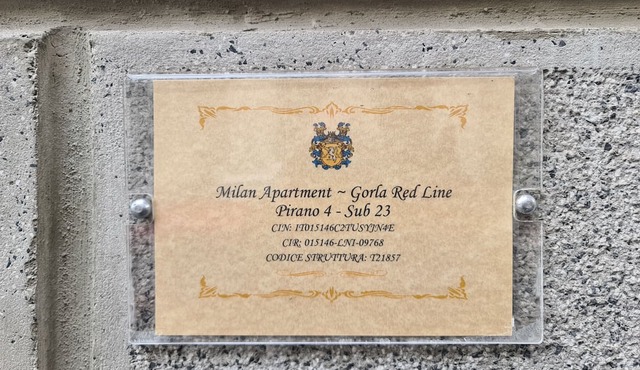 Milan Apartment ~ Gorla Red Line
Pirano 4 - Sub 23
CIN: IT015146C2TUSYJN4E
CIR: 015146-LNI-09768
CODICE STRUTTURA: T21857